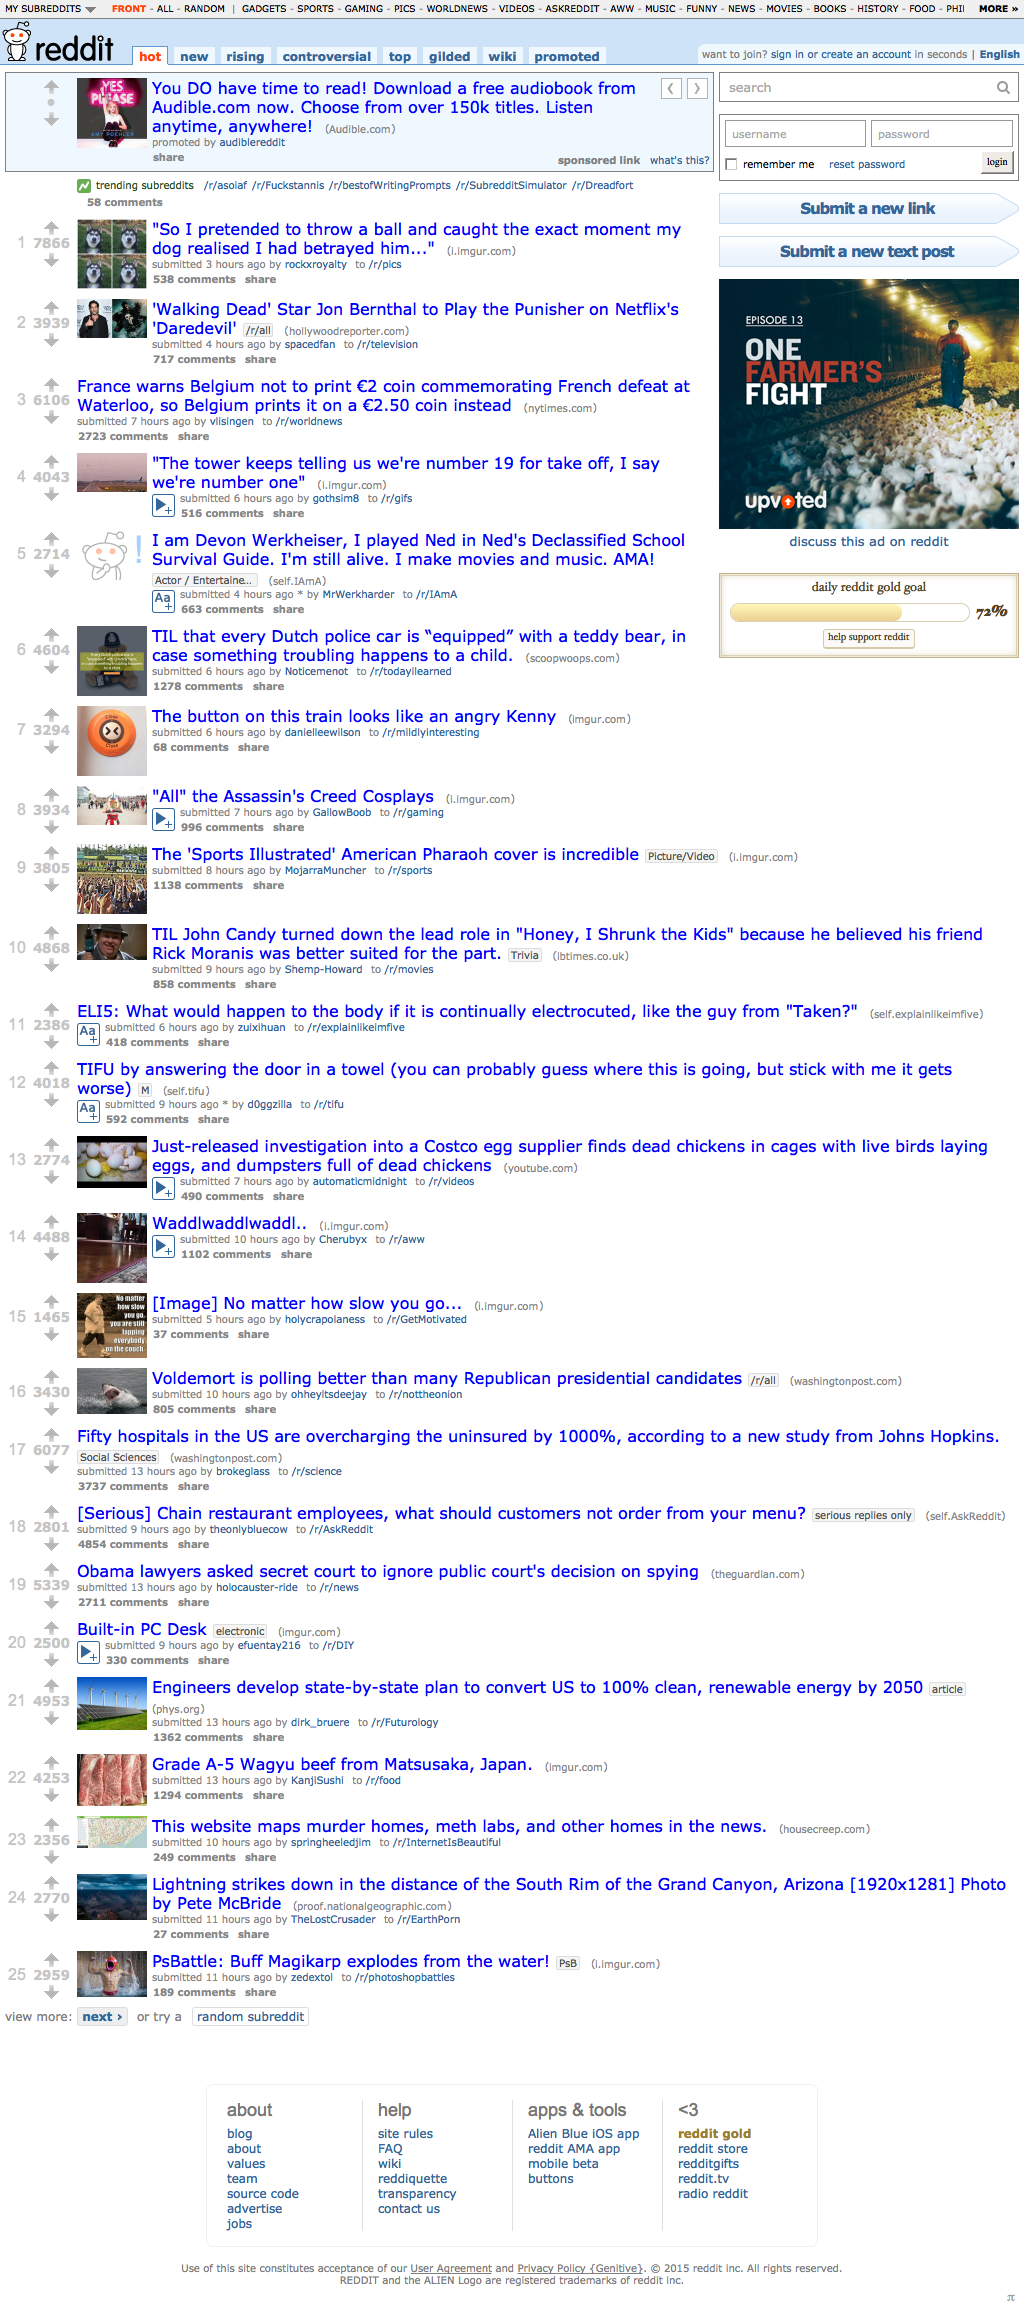 MY SUBREDDITS FRONT - ALL - RANDOM | GADGETS - SPORTS - GAMING - PICS - WORLDNEWS - VIDEOS - ASKREDDIT - AWW - MUSIC - FUNNY - NEWS - MOVIES - BOOKS - HISTORY - FOOD - PHI MORE »
reddit hot new rising controversial top gilded wiki promoted
want to join? sign in or create an account in seconds | English
YES PLEASE
AMY POEHLER
You DO have time to read! Download a free audiobook from
Audible.com now. Choose from over 150k titles. Listen
anytime, anywhere! (Audible.com)
promoted by audiblereddit
share
sponsored link what's this?
trending subreddits /r/asoiaf /r/Fuckstannis /r/bestofWritingPrompts /r/SubredditSimulator /r/Dreadfort
58 comments
1 7866
"So I pretended to throw a ball and caught the exact moment my
dog realised I had betrayed him..." (i.imgur.com)
submitted 3 hours ago by rockxroyalty to /r/pics
538 comments share
2 3939
'Walking Dead' Star Jon Bernthal to Play the Punisher on Netflix's
'Daredevil' /r/all (hollywoodreporter.com)
submitted 4 hours ago by spacedfan to /r/television
717 comments share
3 6106
France warns Belgium not to print €2 coin commemorating French defeat at
Waterloo, so Belgium prints it on a €2.50 coin instead (nytimes.com)
submitted 7 hours ago by vlisingen to /r/worldnews
2723 comments share
4 4043
"The tower keeps telling us we're number 19 for take off, I say
we're number one" (i.imgur.com)
submitted 6 hours ago by gothsim8 to /r/gifs
516 comments share
5 2714
!
I am Devon Werkheiser, I played Ned in Ned's Declassified School
Survival Guide. I'm still alive. I make movies and music. AMA!
Actor / Entertaine... (self.IAmA)
Aa+ submitted 4 hours ago * by MrWerkharder to /r/IAmA
663 comments share
6 4604
TIL that every Dutch police car is “equipped” with a teddy bear, in
case something troubling happens to a child. (scoopwoops.com)
submitted 6 hours ago by Noticemenot to /r/todayilearned
1278 comments share
7 3294
The button on this train looks like an angry Kenny (imgur.com)
submitted 6 hours ago by danielleewilson to /r/mildlyinteresting
68 comments share
8 3934
"All" the Assassin's Creed Cosplays (i.imgur.com)
submitted 7 hours ago by GallowBoob to /r/gaming
996 comments share
9 3805
The 'Sports Illustrated' American Pharaoh cover is incredible Picture/Video (i.imgur.com)
submitted 8 hours ago by MojarraMuncher to /r/sports
1138 comments share
10 4868
TIL John Candy turned down the lead role in "Honey, I Shrunk the Kids" because he believed his friend
Rick Moranis was better suited for the part. Trivia (ibtimes.co.uk)
submitted 9 hours ago by Shemp-Howard to /r/movies
858 comments share
11 2386
ELI5: What would happen to the body if it is continually electrocuted, like the guy from "Taken?" (self.explainlikeimfive)
Aa+ submitted 6 hours ago by zuixihuan to /r/explainlikeimfive
418 comments share
12 4018
TIFU by answering the door in a towel (you can probably guess where this is going, but stick with me it gets
worse) M (self.tifu)
Aa+ submitted 9 hours ago * by d0ggzilla to /r/tifu
592 comments share
13 2774
Just-released investigation into a Costco egg supplier finds dead chickens in cages with live birds laying
eggs, and dumpsters full of dead chickens (youtube.com)
submitted 7 hours ago by automaticmidnight to /r/videos
490 comments share
14 4488
Waddlwaddlwaddl.. (i.imgur.com)
submitted 10 hours ago by Cherubyx to /r/aww
1102 comments share
15 1465
No matter
how slow
you go,
you are still
lapping
everybody
on the couch.
[Image] No matter how slow you go... (i.imgur.com)
submitted 5 hours ago by holycrapolaness to /r/GetMotivated
37 comments share
16 3430
Voldemort is polling better than many Republican presidential candidates /r/all (washingtonpost.com)
submitted 10 hours ago by ohheyitsdeejay to /r/nottheonion
805 comments share
17 6077
Fifty hospitals in the US are overcharging the uninsured by 1000%, according to a new study from Johns Hopkins.
Social Sciences (washingtonpost.com)
submitted 13 hours ago by brokeglass to /r/science
3737 comments share
18 2801
[Serious] Chain restaurant employees, what should customers not order from your menu? serious replies only (self.AskReddit)
submitted 9 hours ago by theonlybluecow to /r/AskReddit
4854 comments share
19 5339
Obama lawyers asked secret court to ignore public court's decision on spying (theguardian.com)
submitted 13 hours ago by holocauster-ride to /r/news
2711 comments share
20 2500
Built-in PC Desk electronic (imgur.com)
submitted 9 hours ago by efuentay216 to /r/DIY
330 comments share
21 4953
Engineers develop state-by-state plan to convert US to 100% clean, renewable energy by 2050 article
(phys.org)
submitted 13 hours ago by dirk_bruere to /r/Futurology
1362 comments share
22 4253
Grade A-5 Wagyu beef from Matsusaka, Japan. (imgur.com)
submitted 13 hours ago by KanjiSushi to /r/food
1294 comments share
23 2356
This website maps murder homes, meth labs, and other homes in the news. (housecreep.com)
submitted 10 hours ago by springheeledjim to /r/InternetIsBeautiful
249 comments share
24 2770
Lightning strikes down in the distance of the South Rim of the Grand Canyon, Arizona [1920x1281] Photo
by Pete McBride (proof.nationalgeographic.com)
submitted 11 hours ago by TheLostCrusader to /r/EarthPorn
27 comments share
25 2959
PsBattle: Buff Magikarp explodes from the water! PsB (i.imgur.com)
submitted 11 hours ago by zedextol to /r/photoshopbattles
189 comments share
view more: next › or try a random subreddit
search
username password
remember me reset password login
Submit a new link
Submit a new text post
EPISODE 13
ONE
FARMER'S
FIGHT
upvoted
discuss this ad on reddit
daily reddit gold goal
72%
help support reddit
about
blog
about
values
team
source code
advertise
jobs
help
site rules
FAQ
wiki
reddiquette
transparency
contact us
apps & tools
Alien Blue iOS app
reddit AMA app
mobile beta
buttons
<3
reddit gold
reddit store
redditgifts
reddit.tv
radio reddit
Use of this site constitutes acceptance of our User Agreement and Privacy Policy {Genitive}. © 2015 reddit inc. All rights reserved.
REDDIT and the ALIEN Logo are registered trademarks of reddit inc.
π